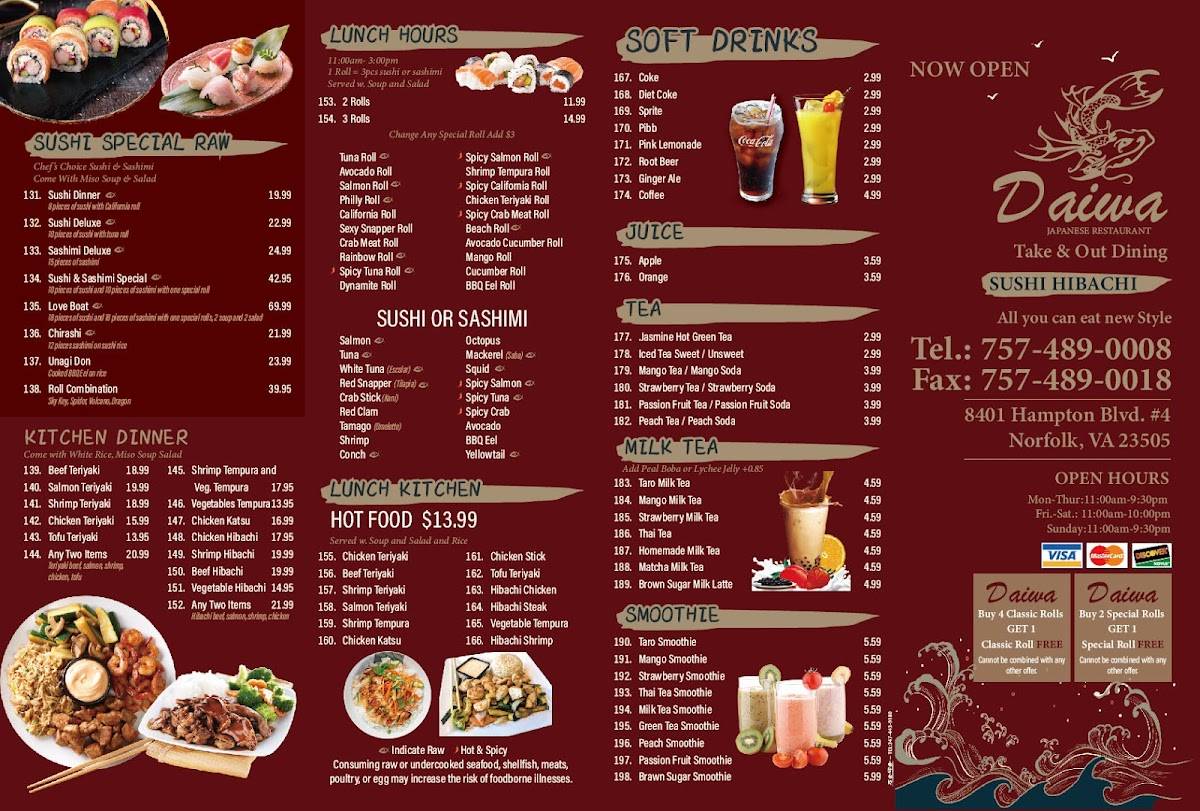 SUSHI SPECIAL RAW
Chef's Choice Sushi & Sashimi
Come With Miso Soup & Salad
131. Sushi Dinner 19.99
8 pieces of sushi with California roll
132. Sushi Deluxe 22.99
10 pieces of sushi with tuna roll
133. Sashimi Deluxe 24.99
15 pieces of sashimi
134. Sushi & Sashimi Special 42.95
10 pieces of sushi and 10 pieces of sashimi with one special roll
135. Love Boat 69.99
18 pieces of sushi and 18 pieces of sashimi with one special rolls, 2 soup and 2 salad
136. Chirashi 21.99
12 pieces sashimi on sushi rice
137. Unagi Don 23.99
Cooked BBQ Eel on rice
138. Roll Combination 39.95
Sky Key, Spider, Volcano, Dragon
KITCHEN DINNER
Come with White Rice, Miso Soup Salad
139. Beef Teriyaki 18.99
140. Salmon Teriyaki 19.99
141. Shrimp Teriyaki 18.99
142. Chicken Teriyaki 15.99
143. Tofu Teriyaki 13.95
144. Any Two Items 20.99
Teriyaki beef, salmon, shrimp,
chicken, tofu
145. Shrimp Tempura and
Veg. Tempura 17.95
146. Vegetables Tempura 13.95
147. Chicken Katsu 16.99
148. Chicken Hibachi 17.95
149. Shrimp Hibachi 19.99
150. Beef Hibachi 19.99
151. Vegetable Hibachi 14.95
152. Any Two Items 21.99
Hibachi beef, salmon, shrimp, chicken
LUNCH HOURS
11:00am- 3:00pm
1 Roll = 3pcs sushi or sashimi
Served w. Soup and Salad
153. 2 Rolls 11.99
154. 3 Rolls 14.99
Change Any Special Roll Add $3
Tuna Roll
Avocado Roll
Salmon Roll
Philly Roll
California Roll
Sexy Snapper Roll
Crab Meat Roll
Rainbow Roll
Spicy Tuna Roll
Dynamite Roll
Spicy Salmon Roll
Shrimp Tempura Roll
Spicy California Roll
Chicken Teriyaki Roll
Spicy Crab Meat Roll
Beach Roll
Avocado Cucumber Roll
Mango Roll
Cucumber Roll
BBQ Eel Roll
SUSHI OR SASHIMI
Salmon
Tuna
White Tuna (Escolar)
Red Snapper (Tilapia)
Crab Stick (Kani)
Red Clam
Tamago (Omelette)
Shrimp
Conch
Octopus
Mackerel (Saba)
Squid
Spicy Salmon
Spicy Tuna
Spicy Crab
Avocado
BBQ Eel
Yellowtail
LUNCH KITCHEN
HOT FOOD $13.99
Served w. Soup and Salad and Rice
155. Chicken Teriyaki
156. Beef Teriyaki
157. Shrimp Teriyaki
158. Salmon Teriyaki
159. Shrimp Tempura
160. Chicken Katsu
161. Chicken Stick
162. Tofu Teriyaki
163. Hibachi Chicken
164. Hibachi Steak
165. Vegetable Tempura
166. Hibachi Shrimp
Indicate Raw Hot & Spicy
Consuming raw or undercooked seafood, shellfish, meats,
poultry, or egg may increase the risk of foodborne illnesses.
SOFT DRINKS
167. Coke 2.99
168. Diet Coke 2.99
169. Sprite 2.99
170. Pibb 2.99
171. Pink Lemonade 2.99
172. Root Beer 2.99
173. Ginger Ale 2.99
174. Coffee 4.99
Coca-Cola
JUICE
175. Apple 3.59
176. Orange 3.59
TEA
177. Jasmine Hot Green Tea 2.99
178. Iced Tea Sweet / Unsweet 2.99
179. Mango Tea / Mango Soda 3.99
180. Strawberry Tea / Strawberry Soda 3.99
181. Passion Fruit Tea / Passion Fruit Soda 3.99
182. Peach Tea / Peach Soda 3.99
MILK TEA
Add Peal Boba or Lychee Jelly +0.85
183. Taro Milk Tea 4.59
184. Mango Milk Tea 4.59
185. Strawberry Milk Tea 4.59
186. Thai Tea 4.59
187. Homemade Milk Tea 4.59
188. Matcha Milk Tea 4.59
189. Brown Sugar Milk Latte 4.99
SMOOTHIE
190. Taro Smoothie 5.59
191. Mango Smoothie 5.59
192. Strawberry Smoothie 5.59
193. Thai Tea Smoothie 5.59
194. Milk Tea Smoothie 5.59
195. Green Tea Smoothie 5.59
196. Peach Smoothie 5.59
197. Passion Fruit Smoothie 5.59
198. Brawn Sugar Smoothie 5.99
NOW OPEN
Daiwa
JAPANESE RESTAURANT
Take & Out Dining
SUSHI HIBACHI
All you can eat new Style
Tel.: 757-489-0008
Fax: 757-489-0018
8401 Hampton Blvd. #4
Norfolk, VA 23505
OPEN HOURS
Mon-Thur:11:00am-9:30pm
Fri.-Sat.: 11:00am-10:00pm
Sunday:11:00am-9:30pm
VISA MasterCard DISCOVER
Daiwa
Buy 4 Classic Rolls
GET 1
Classic Roll FREE
Cannot be combined with any
other offer.
Daiwa
Buy 2 Special Rolls
GET 1
Special Roll FREE
Cannot be combined with any
other offer.